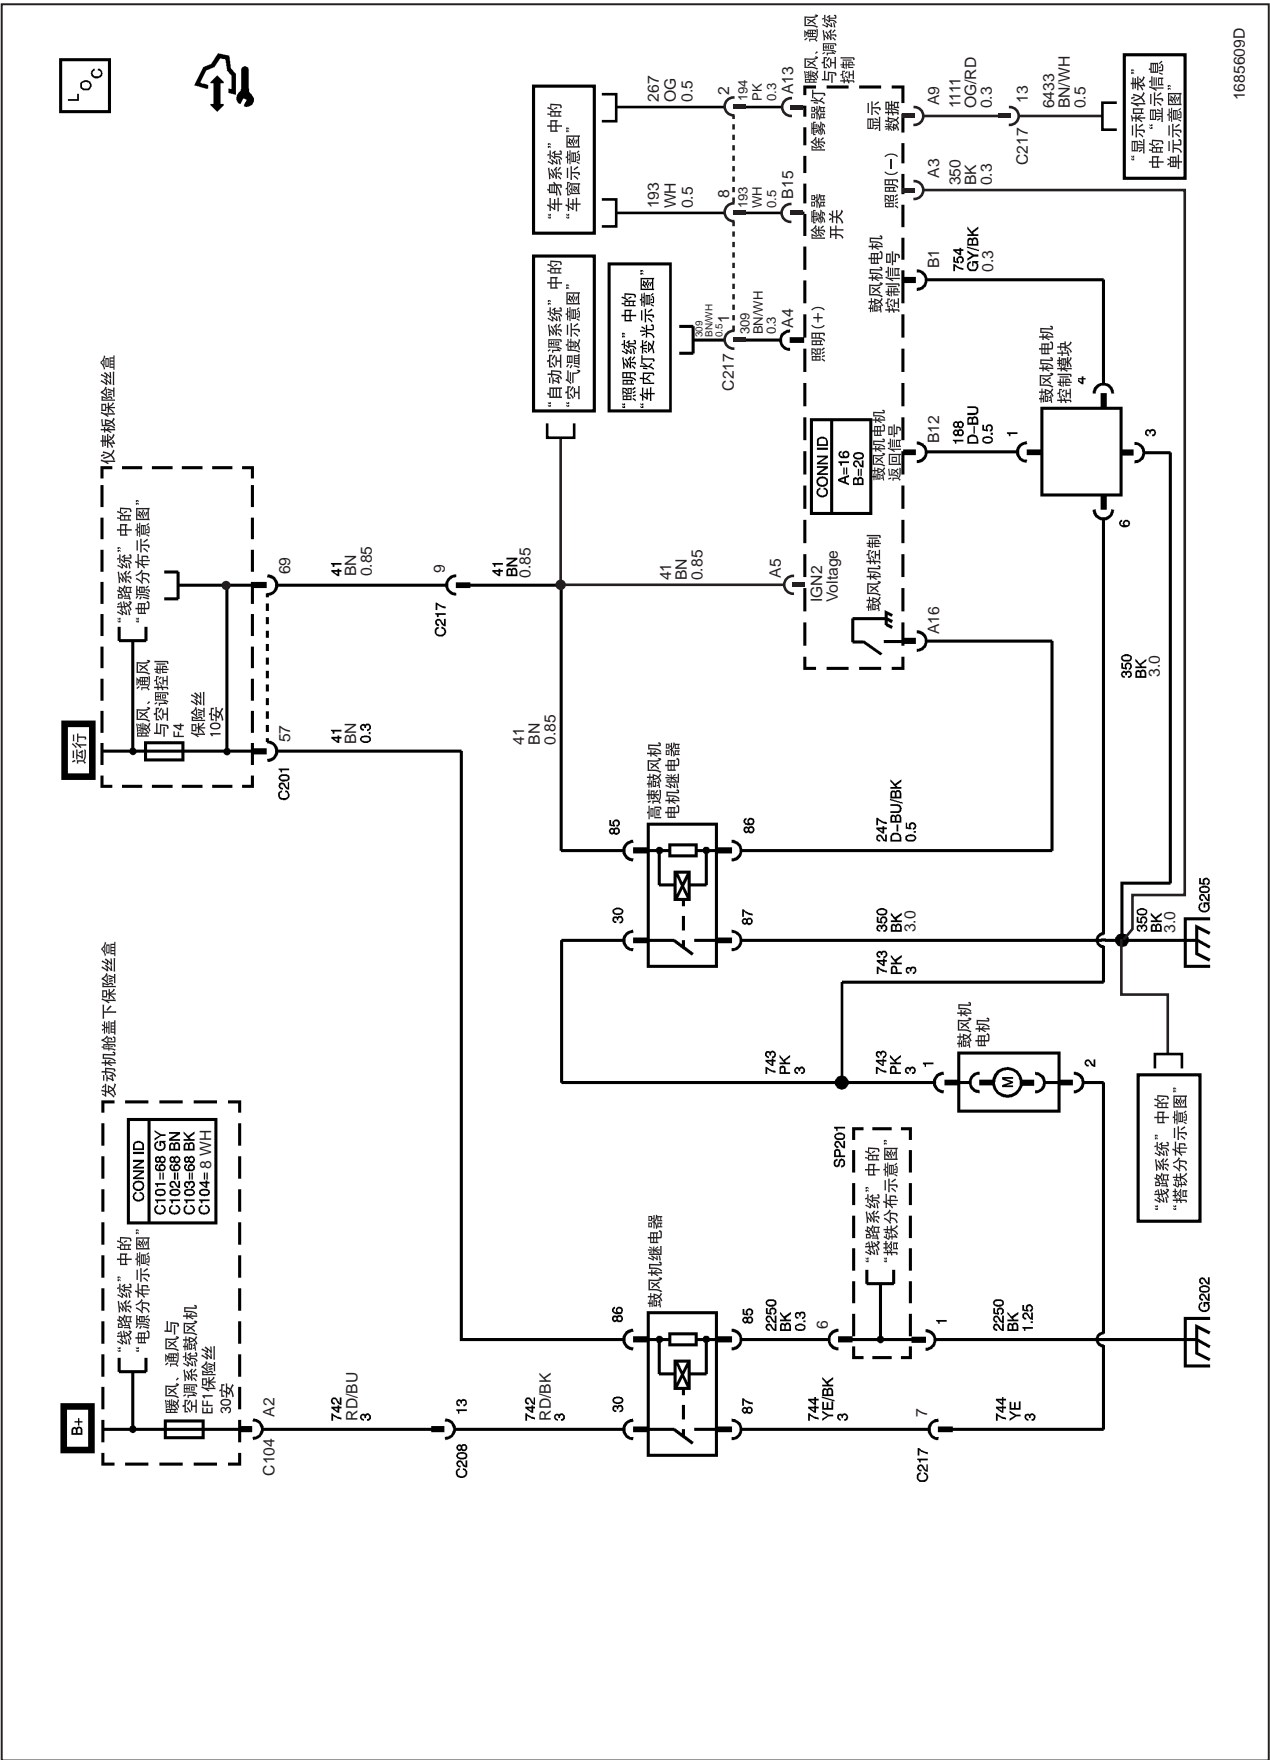 L O C
B+
运行
发动机舱盖下保险丝盒
“线路系统”中的
“电源分布示意图”
CONN ID
C101=68 GY
C102=68 BN
C103=68 BK
C104= 8 WH
暖风、通风与
空调系统鼓风机
EF1保险丝
30安
C104
A2
742
RD/BU
3
C208
13
742
RD/BK
3
仪表板保险丝盒
“线路系统”中的
“电源分布示意图”
暖风、通风
与空调控制
F4
保险丝
10安
C201
57
69
41
BN
0.3
41
BN
0.85
C217
9
41
BN
0.85
41
BN
0.85
41
BN
0.85
“自动空调系统”中的
“空气温度示意图”
“车身系统”中的
“车窗示意图”
“照明系统”中的
“车内灯变光示意图”
309
BN/WH
0.5
193
WH
0.5
267
OG
0.5
C217
1
8
2
309
BN/WH
0.3
193
WH
0.5
194
PK
0.3
A5
A4
B15
A13
IGN2
Voltage
照明(+)
除雾器
开关
除雾器灯
暖风、通风
与空调系统
控制
CONN ID
A=16
B=20
鼓风机控制
鼓风机电机
返回信号
鼓风机电机
控制信号
照明(−)
显示
数据
A16
B12
B1
A3
A9
188
D-BU
0.5
754
GY/BK
0.3
350
BK
0.3
1111
OG/RD
0.3
C217
13
6433
BN/WH
0.5
“显示和仪表”
中的“显示信息
单元示意图”
鼓风机继电器
30
86
87
85
高速鼓风机
电机继电器
30
85
87
86
744
YE/BK
3
2250
BK
0.3
6
SP201
“线路系统”中的
“搭铁分布示意图”
1
C217
7
744
YE
3
2250
BK
1.25
G202
743
PK
3
743
PK
3
743
PK
3
350
BK
3.0
247
D-BU/BK
0.5
1
鼓风机
电机
M
2
鼓风机电机
控制模块
1
4
6
3
350
BK
3.0
350
BK
3.0
G205
“线路系统”中的
“搭铁分布示意图”
1685609D